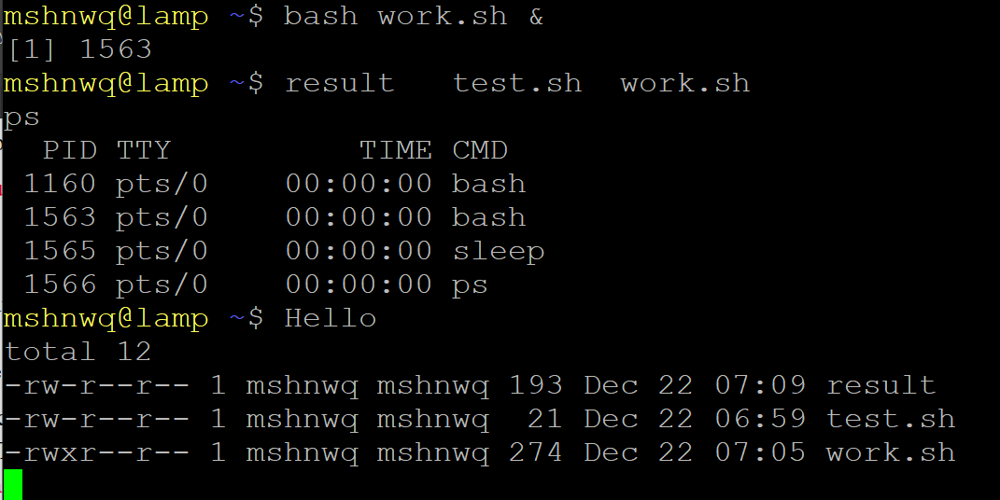 mshnwq@lamp ~$ bash work.sh &
[1] 1563
mshnwq@lamp ~$ result   test.sh  work.sh
ps
  PID TTY          TIME CMD
 1160 pts/0    00:00:00 bash
 1563 pts/0    00:00:00 bash
 1565 pts/0    00:00:00 sleep
 1566 pts/0    00:00:00 ps
mshnwq@lamp ~$ Hello
total 12
-rw-r--r-- 1 mshnwq mshnwq 193 Dec 22 07:09 result
-rw-r--r-- 1 mshnwq mshnwq  21 Dec 22 06:59 test.sh
-rwxr--r-- 1 mshnwq mshnwq 274 Dec 22 07:05 work.sh